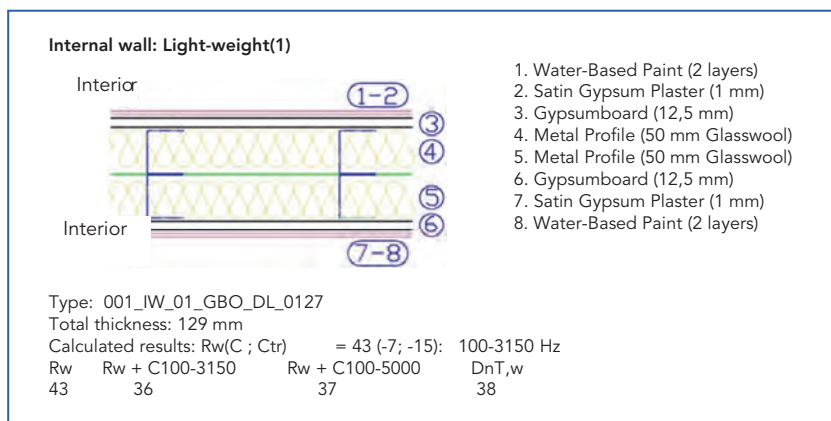 Internal wall: Light-weight(1)
Interior
1-2
3
4
5
6
Interior
7-8
1. Water-Based Paint (2 layers)
2. Satin Gypsum Plaster (1 mm)
3. Gypsumboard (12,5 mm)
4. Metal Profile (50 mm Glasswool)
5. Metal Profile (50 mm Glasswool)
6. Gypsumboard (12,5 mm)
7. Satin Gypsum Plaster (1 mm)
8. Water-Based Paint (2 layers)
Type: 001_IW_01_GBO_DL_0127
Total thickness: 129 mm
Calculated results: Rw(C ; Ctr) = 43 (-7; -15): 100-3150 Hz
Rw Rw + C100-3150 Rw + C100-5000 DnT,w
43 36 37 38